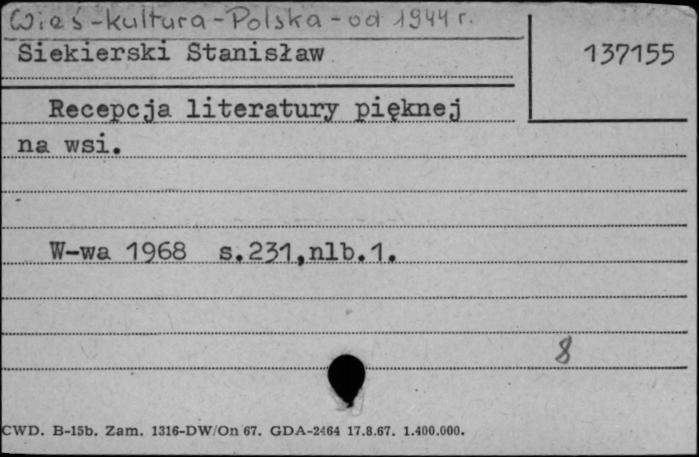 Wieś-kultura-Polska-od 1944 r.
Siekierski Stanisław
137155
Recepcja literatury pięknej
na wsi.
W-wa 1968 s.231,nlb.1.
8
CWD. B-15b. Zam. 1316-DW/On 67. GDA-2464 17.8.67. 1.400.000.